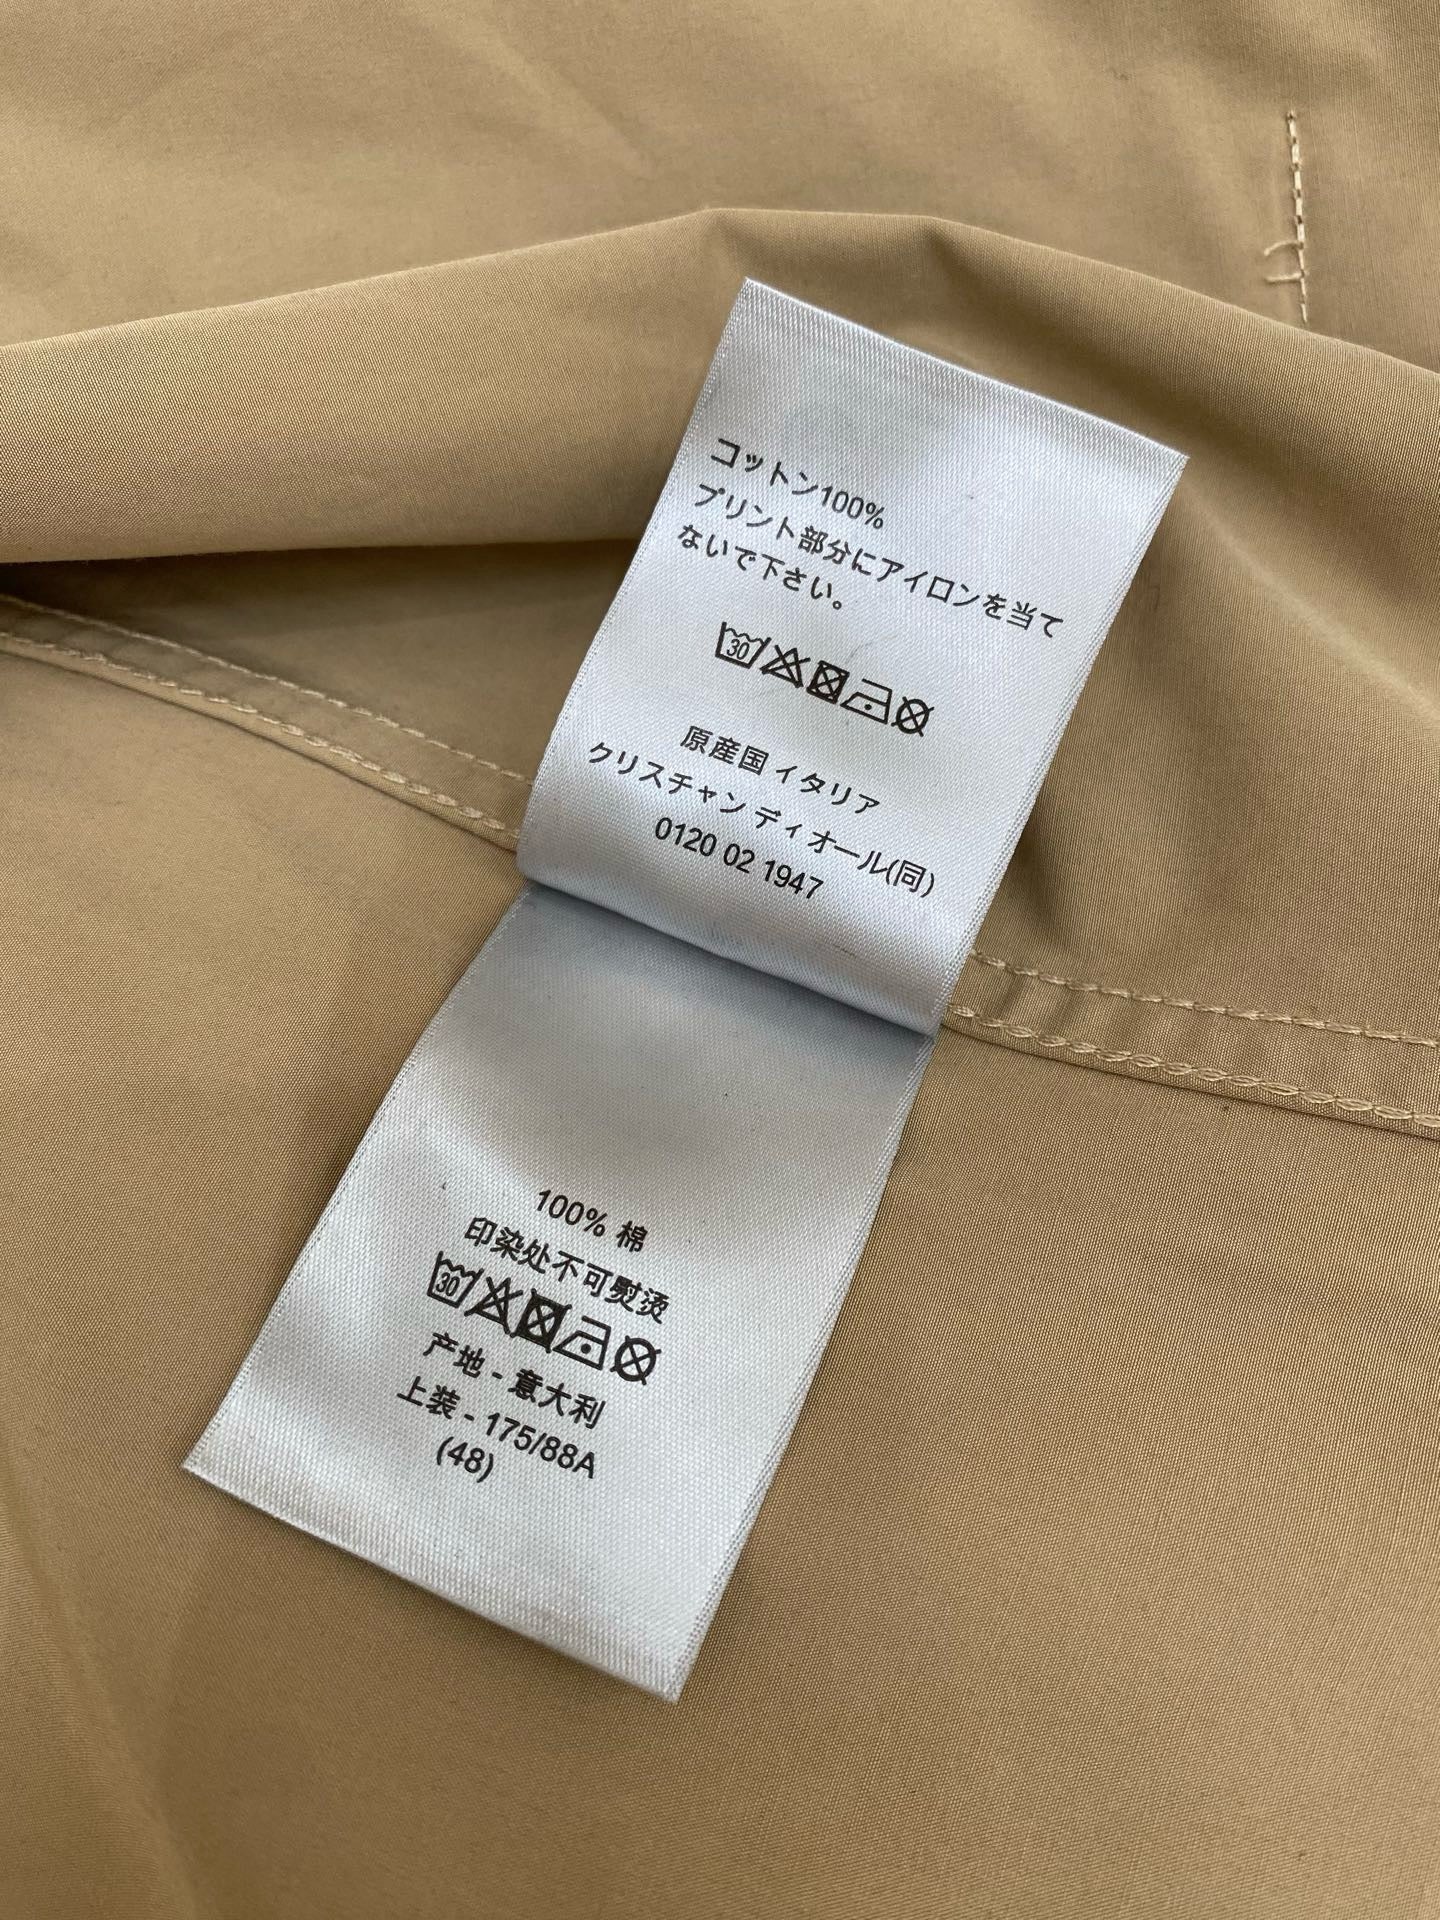 コットン100%
プリント部分にアイロンを当て
ないで下さい。
30
原産国 イタリア
クリスチャン ディオール(同)
0120 02 1947
100% 棉
印染处不可熨烫
30
产地 - 意大利
上装 - 175/88A
(48)